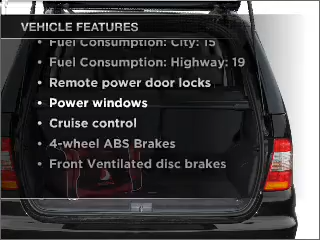 VEHICLE FEATURES
• Fuel Consumption: City: 15
• Fuel Consumption: Highway: 19
• Remote power door locks
• Power windows
• Cruise control
• 4-wheel ABS Brakes
• Front Ventilated disc brakes